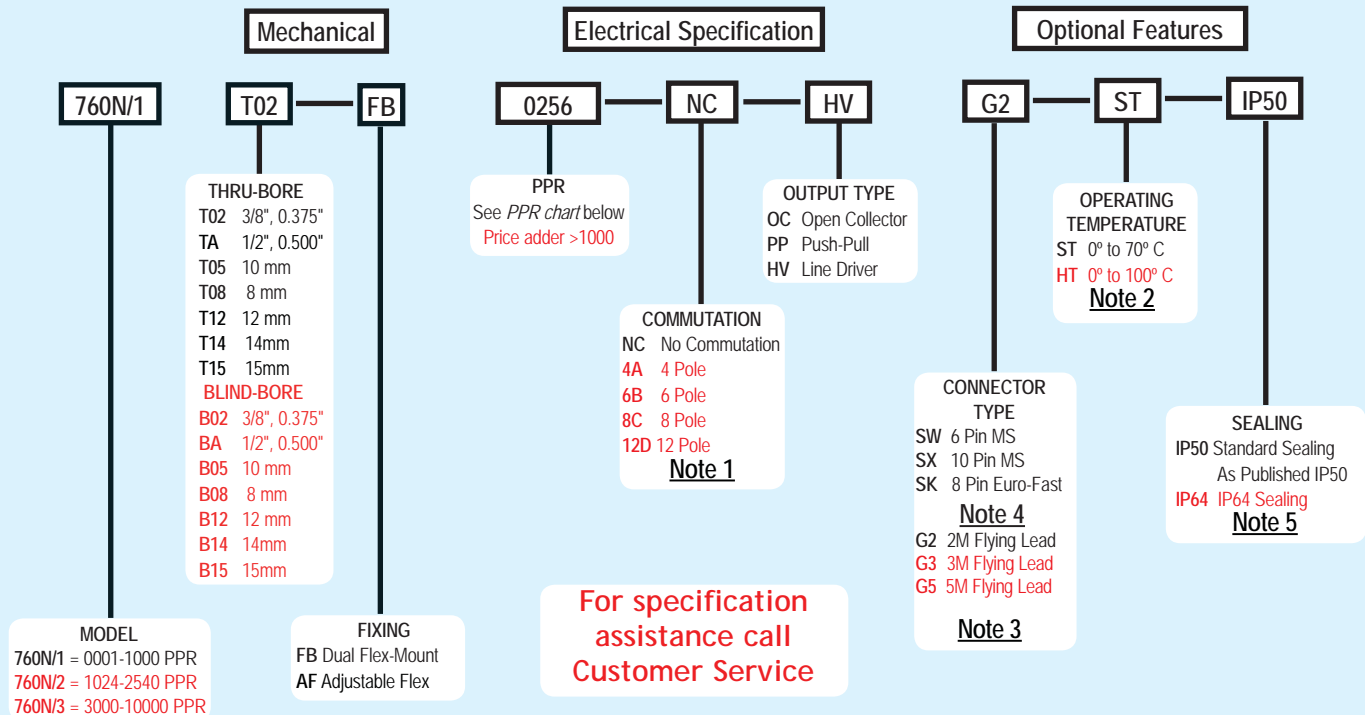 Mechanical
Electrical Specification
Optional Features
760N/1
T02
FB
0256
NC
HV
G2
ST
IP50
THRU-BORE
T02 3/8", 0.375"
TA 1/2", 0.500"
T05 10 mm
T08 8 mm
T12 12 mm
T14 14mm
T15 15mm
BLIND-BORE
B02 3/8", 0.375"
BA 1/2", 0.500"
B05 10 mm
B08 8 mm
B12 12 mm
B14 14mm
B15 15mm
MODEL
760N/1 = 0001-1000 PPR
760N/2 = 1024-2540 PPR
760N/3 = 3000-10000 PPR
FIXING
FB Dual Flex-Mount
AF Adjustable Flex
PPR
See PPR chart below
Price adder >1000
COMMUTATION
NC No Commutation
4A 4 Pole
6B 6 Pole
8C 8 Pole
12D 12 Pole
Note 1
OUTPUT TYPE
OC Open Collector
PP Push-Pull
HV Line Driver
For specification
assistance call
Customer Service
CONNECTOR
TYPE
SW 6 Pin MS
SX 10 Pin MS
SK 8 Pin Euro-Fast
Note 4
G2 2M Flying Lead
G3 3M Flying Lead
G5 5M Flying Lead
Note 3
OPERATING
TEMPERATURE
ST 0º to 70º C
HT 0º to 100º C
Note 2
SEALING
IP50 Standard Sealing
As Published IP50
IP64 IP64 Sealing
Note 5